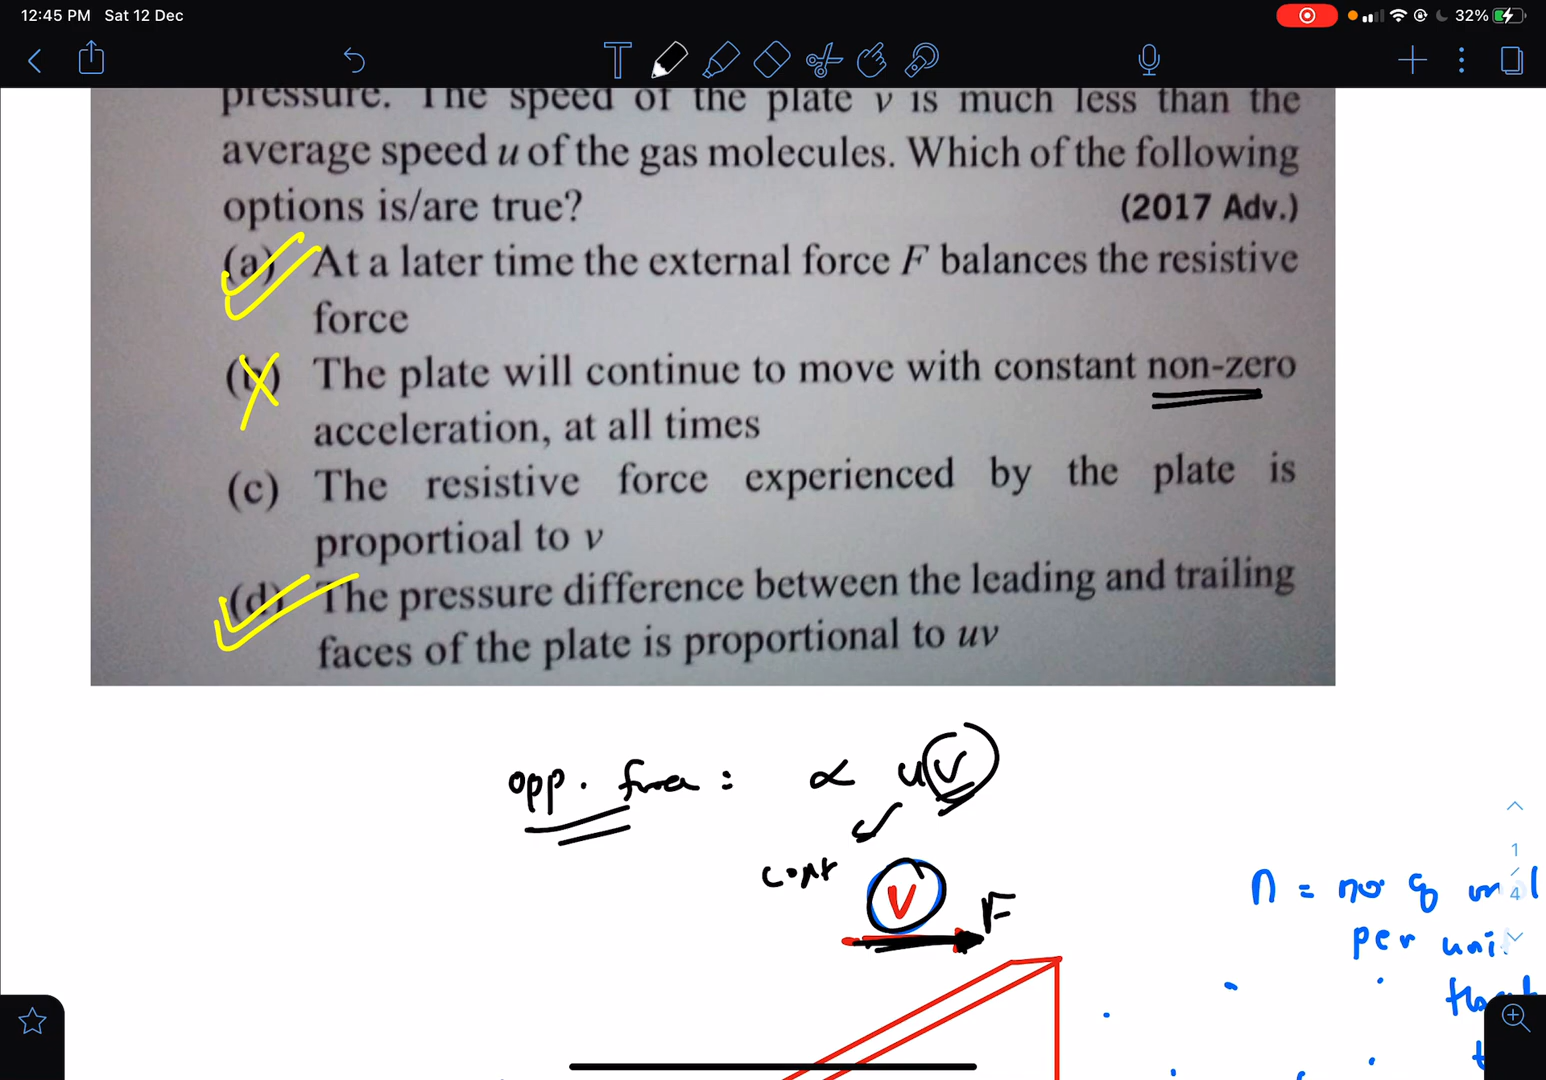 12:45 PM Sat 12 Dec
32%
T
pressure. The speed of the plate v is much less than the
average speed u of the gas molecules. Which of the following
options is/are true? (2017 Adv.)
(a) At a later time the external force F balances the resistive
force
(b) The plate will continue to move with constant non-zero
acceleration, at all times
(c) The resistive force experienced by the plate is
proportioal to v
(d) The pressure difference between the leading and trailing
faces of the plate is proportional to uv
opp. force : ∝ uv
const
V
F
1
/
4
n = no of
per uni